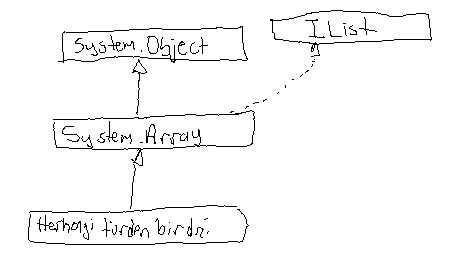 System.Object
IList
System.Array
Herhangi türden bir dizi